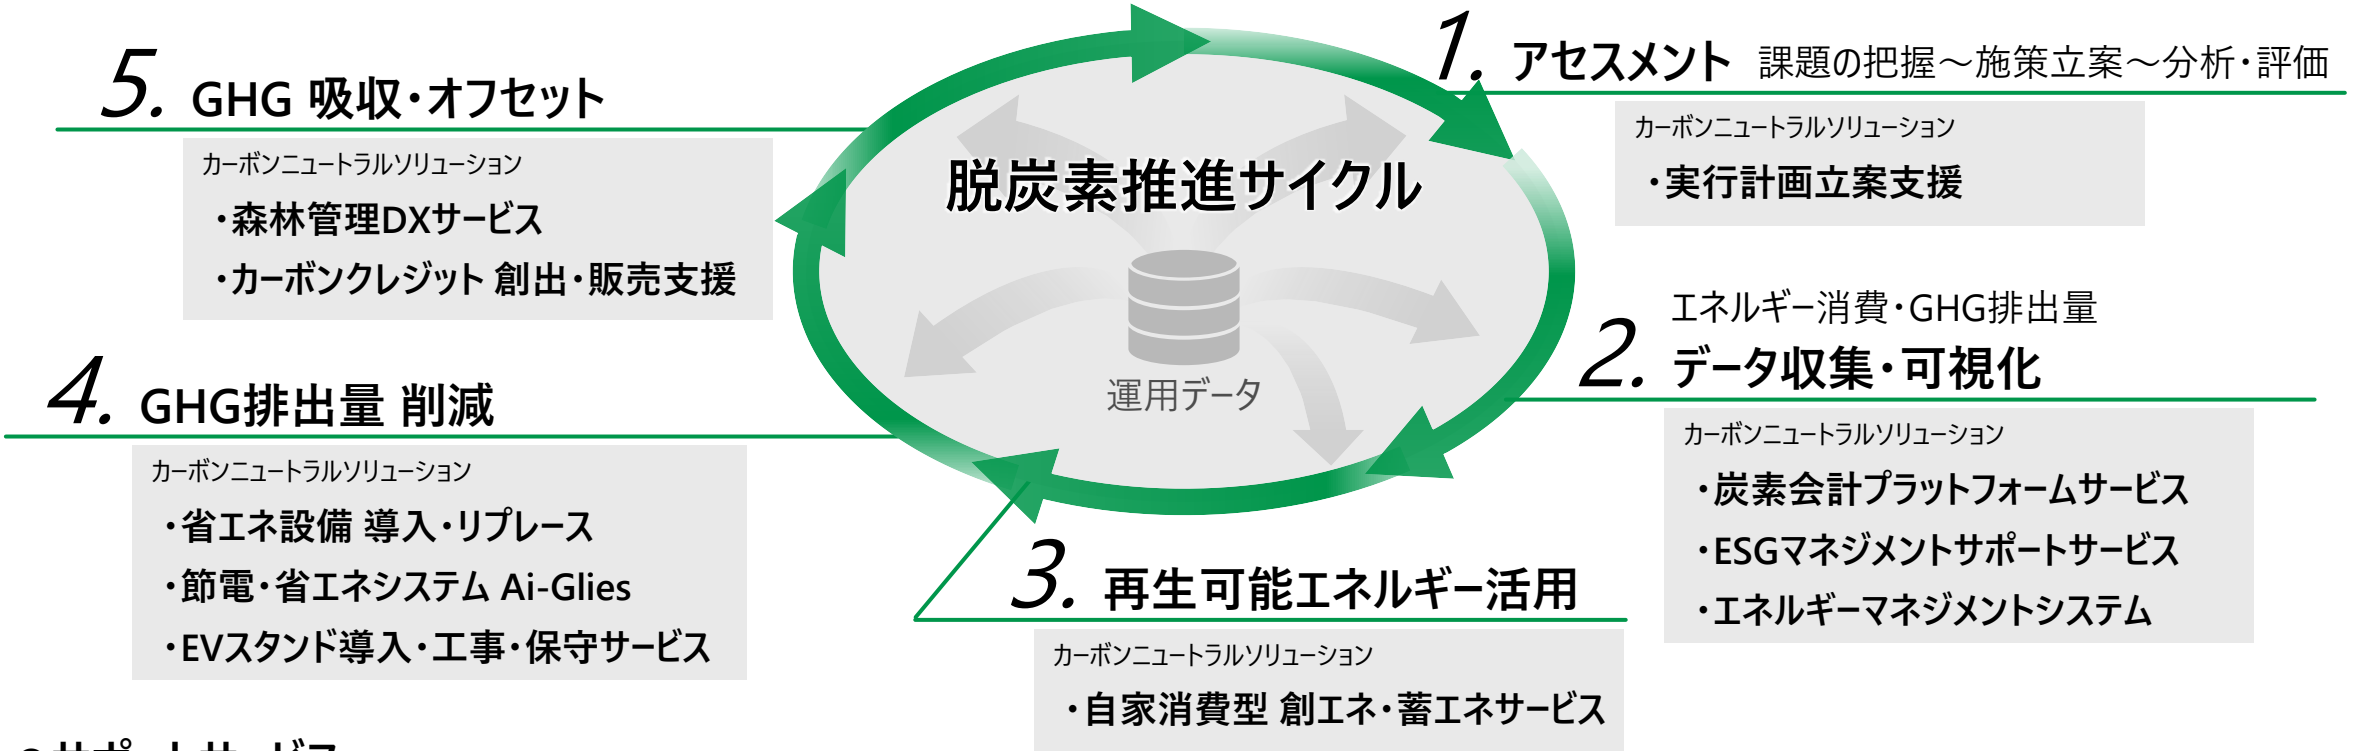 脱炭素推進サイクル
運用データ
1. アセスメント 課題の把握～施策立案～分析・評価
カーボンニュートラルソリューション
・実行計画立案支援
エネルギー消費・GHG排出量
2. データ収集・可視化
カーボンニュートラルソリューション
・炭素会計プラットフォームサービス
・ESGマネジメントサポートサービス
・エネルギーマネジメントシステム
3. 再生可能エネルギー活用
カーボンニュートラルソリューション
・自家消費型 創エネ・蓄エネサービス
4. GHG排出量 削減
カーボンニュートラルソリューション
・省エネ設備 導入・リプレース
・節電・省エネシステム Ai-Glies
・EVスタンド導入・工事・保守サービス
5. GHG 吸収・オフセット
カーボンニュートラルソリューション
・森林管理DXサービス
・カーボンクレジット 創出・販売支援